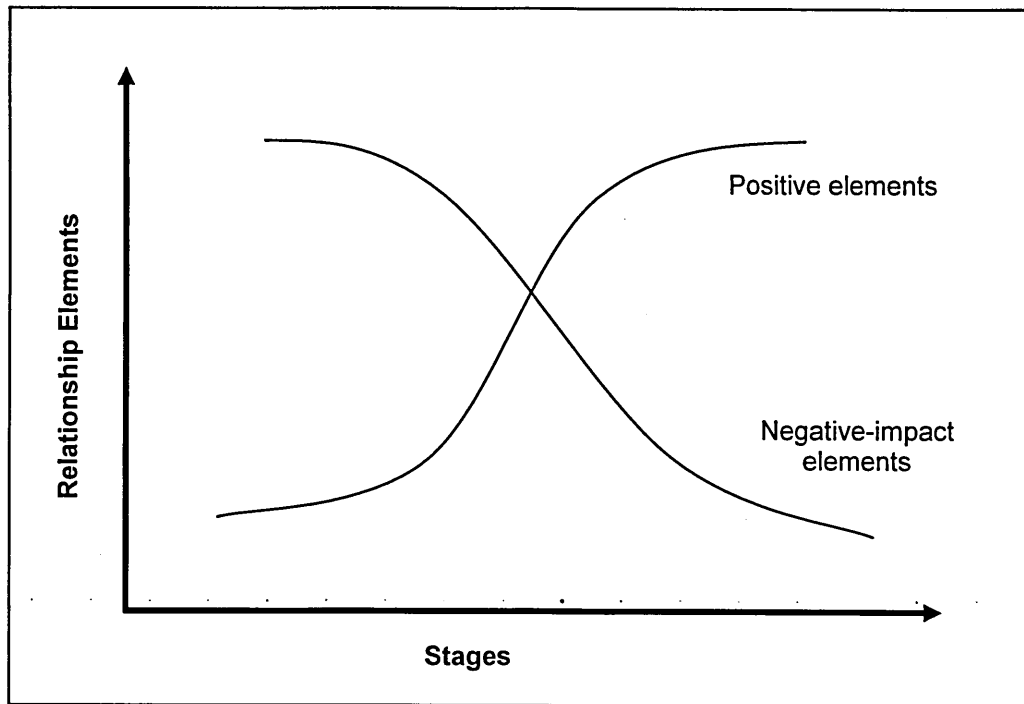 Relationship Elements
Positive elements
Negative-impact
elements
Stages